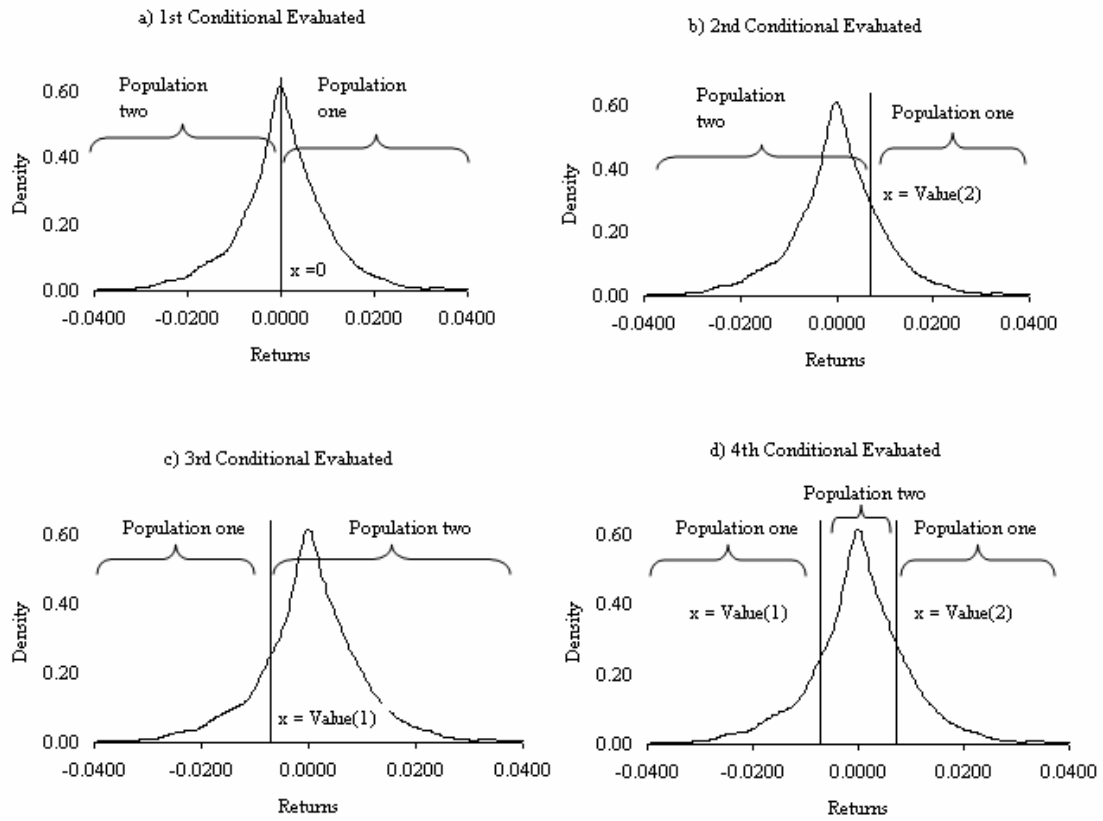 a) 1st Conditional Evaluated
Population
two
Population
one
0.60
0.40
0.20
0.00
Density
x =0
-0.0400
-0.0200
0.0000
0.0200
0.0400
Returns
b) 2nd Conditional Evaluated
Population
two
Population one
0.60
0.40
0.20
0.00
Density
x = Value(2)
-0.0400
-0.0200
0.0000
0.0200
0.0400
Returns
c) 3rd Conditional Evaluated
Population one
Population two
0.60
0.40
0.20
0.00
Density
x = Value(1)
-0.0400
-0.0200
0.0000
0.0200
0.0400
Returns
d) 4th Conditional Evaluated
Population two
Population one
Population one
0.60
0.40
0.20
0.00
Density
x = Value(1)
x = Value(2)
-0.0400
-0.0200
0.0000
0.0200
0.0400
Returns